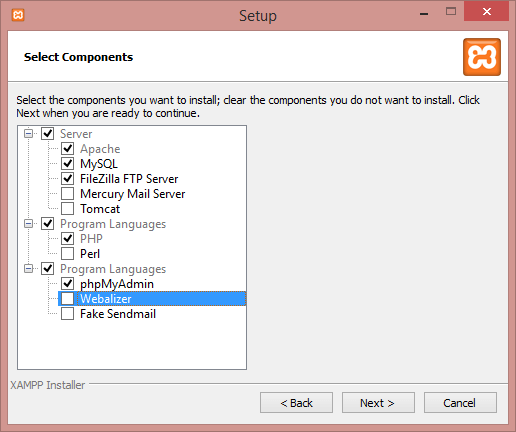 Setup
Select Components
Select the components you want to install; clear the components you do not want to install. Click
Next when you are ready to continue.
Server
Apache
MySQL
FileZilla FTP Server
Mercury Mail Server
Tomcat
Program Languages
PHP
Perl
Program Languages
phpMyAdmin
Webalizer
Fake Sendmail
XAMPP Installer
< Back
Next >
Cancel